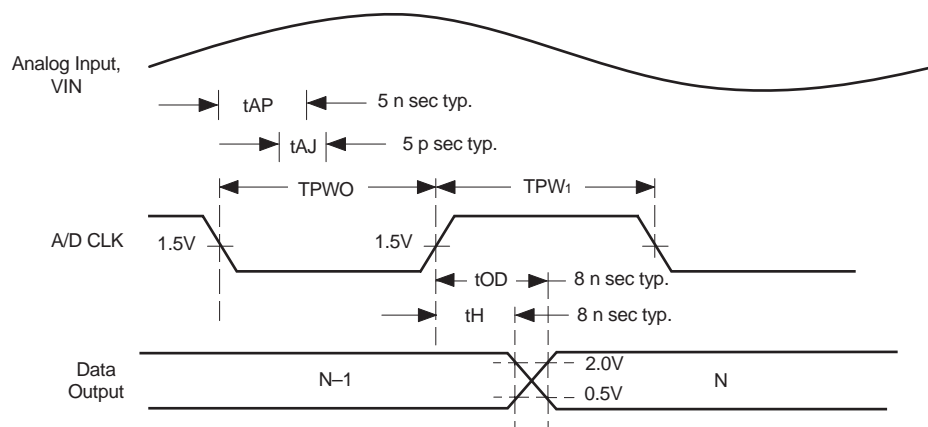 Analog Input,
VIN
tAP
5 n sec typ.
tAJ
5 p sec typ.
TPWO
TPW1
A/D CLK
1.5V
1.5V
tOD
8 n sec typ.
tH
8 n sec typ.
Data
Output
N–1
2.0V
0.5V
N